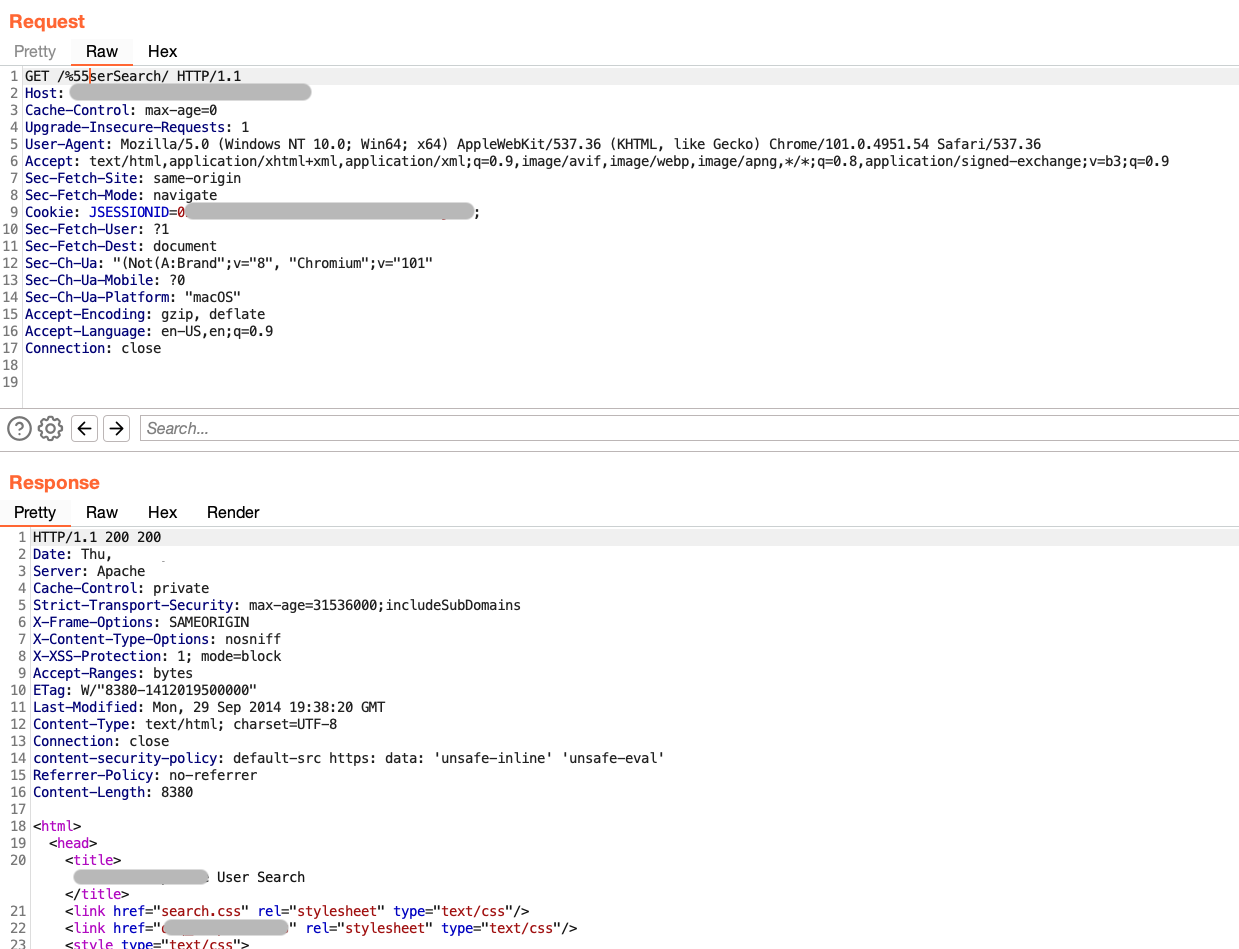 Request
Pretty Raw Hex
1 GET /%55serSearch/ HTTP/1.1
2 Host:
3 Cache-Control: max-age=0
4 Upgrade-Insecure-Requests: 1
5 User-Agent: Mozilla/5.0 (Windows NT 10.0; Win64; x64) AppleWebKit/537.36 (KHTML, like Gecko) Chrome/101.0.4951.54 Safari/537.36
6 Accept: text/html,application/xhtml+xml,application/xml;q=0.9,image/avif,image/webp,image/apng,*/*;q=0.8,application/signed-exchange;v=b3;q=0.9
7 Sec-Fetch-Site: same-origin
8 Sec-Fetch-Mode: navigate
9 Cookie: JSESSIONID=0 ;
10 Sec-Fetch-User: ?1
11 Sec-Fetch-Dest: document
12 Sec-Ch-Ua: "(Not(A:Brand";v="8", "Chromium";v="101"
13 Sec-Ch-Ua-Mobile: ?0
14 Sec-Ch-Ua-Platform: "macOS"
15 Accept-Encoding: gzip, deflate
16 Accept-Language: en-US,en;q=0.9
17 Connection: close
18
19
Search...
Response
Pretty Raw Hex Render
1 HTTP/1.1 200 200
2 Date: Thu,
3 Server: Apache
4 Cache-Control: private
5 Strict-Transport-Security: max-age=31536000;includeSubDomains
6 X-Frame-Options: SAMEORIGIN
7 X-Content-Type-Options: nosniff
8 X-XSS-Protection: 1; mode=block
9 Accept-Ranges: bytes
10 ETag: W/"8380-1412019500000"
11 Last-Modified: Mon, 29 Sep 2014 19:38:20 GMT
12 Content-Type: text/html; charset=UTF-8
13 Connection: close
14 content-security-policy: default-src https: data: 'unsafe-inline' 'unsafe-eval'
15 Referrer-Policy: no-referrer
16 Content-Length: 8380
17
18 <html>
19 <head>
20 <title>
User Search
</title>
21 <link href="search.css" rel="stylesheet" type="text/css"/>
22 <link href=" " rel="stylesheet" type="text/css"/>
23 <style type="text/css">